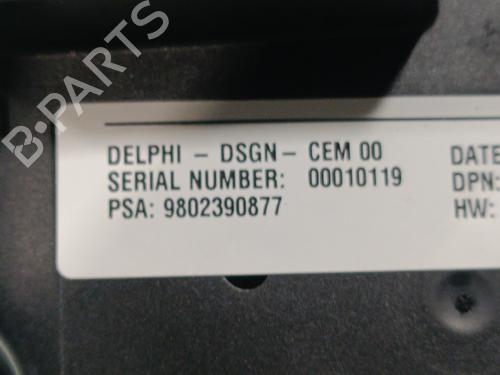 B-PARTS
DELPHI – DSGN – CEM 00
SERIAL NUMBER: 00010119
PSA: 9802390877
DATE
DPN:
HW: